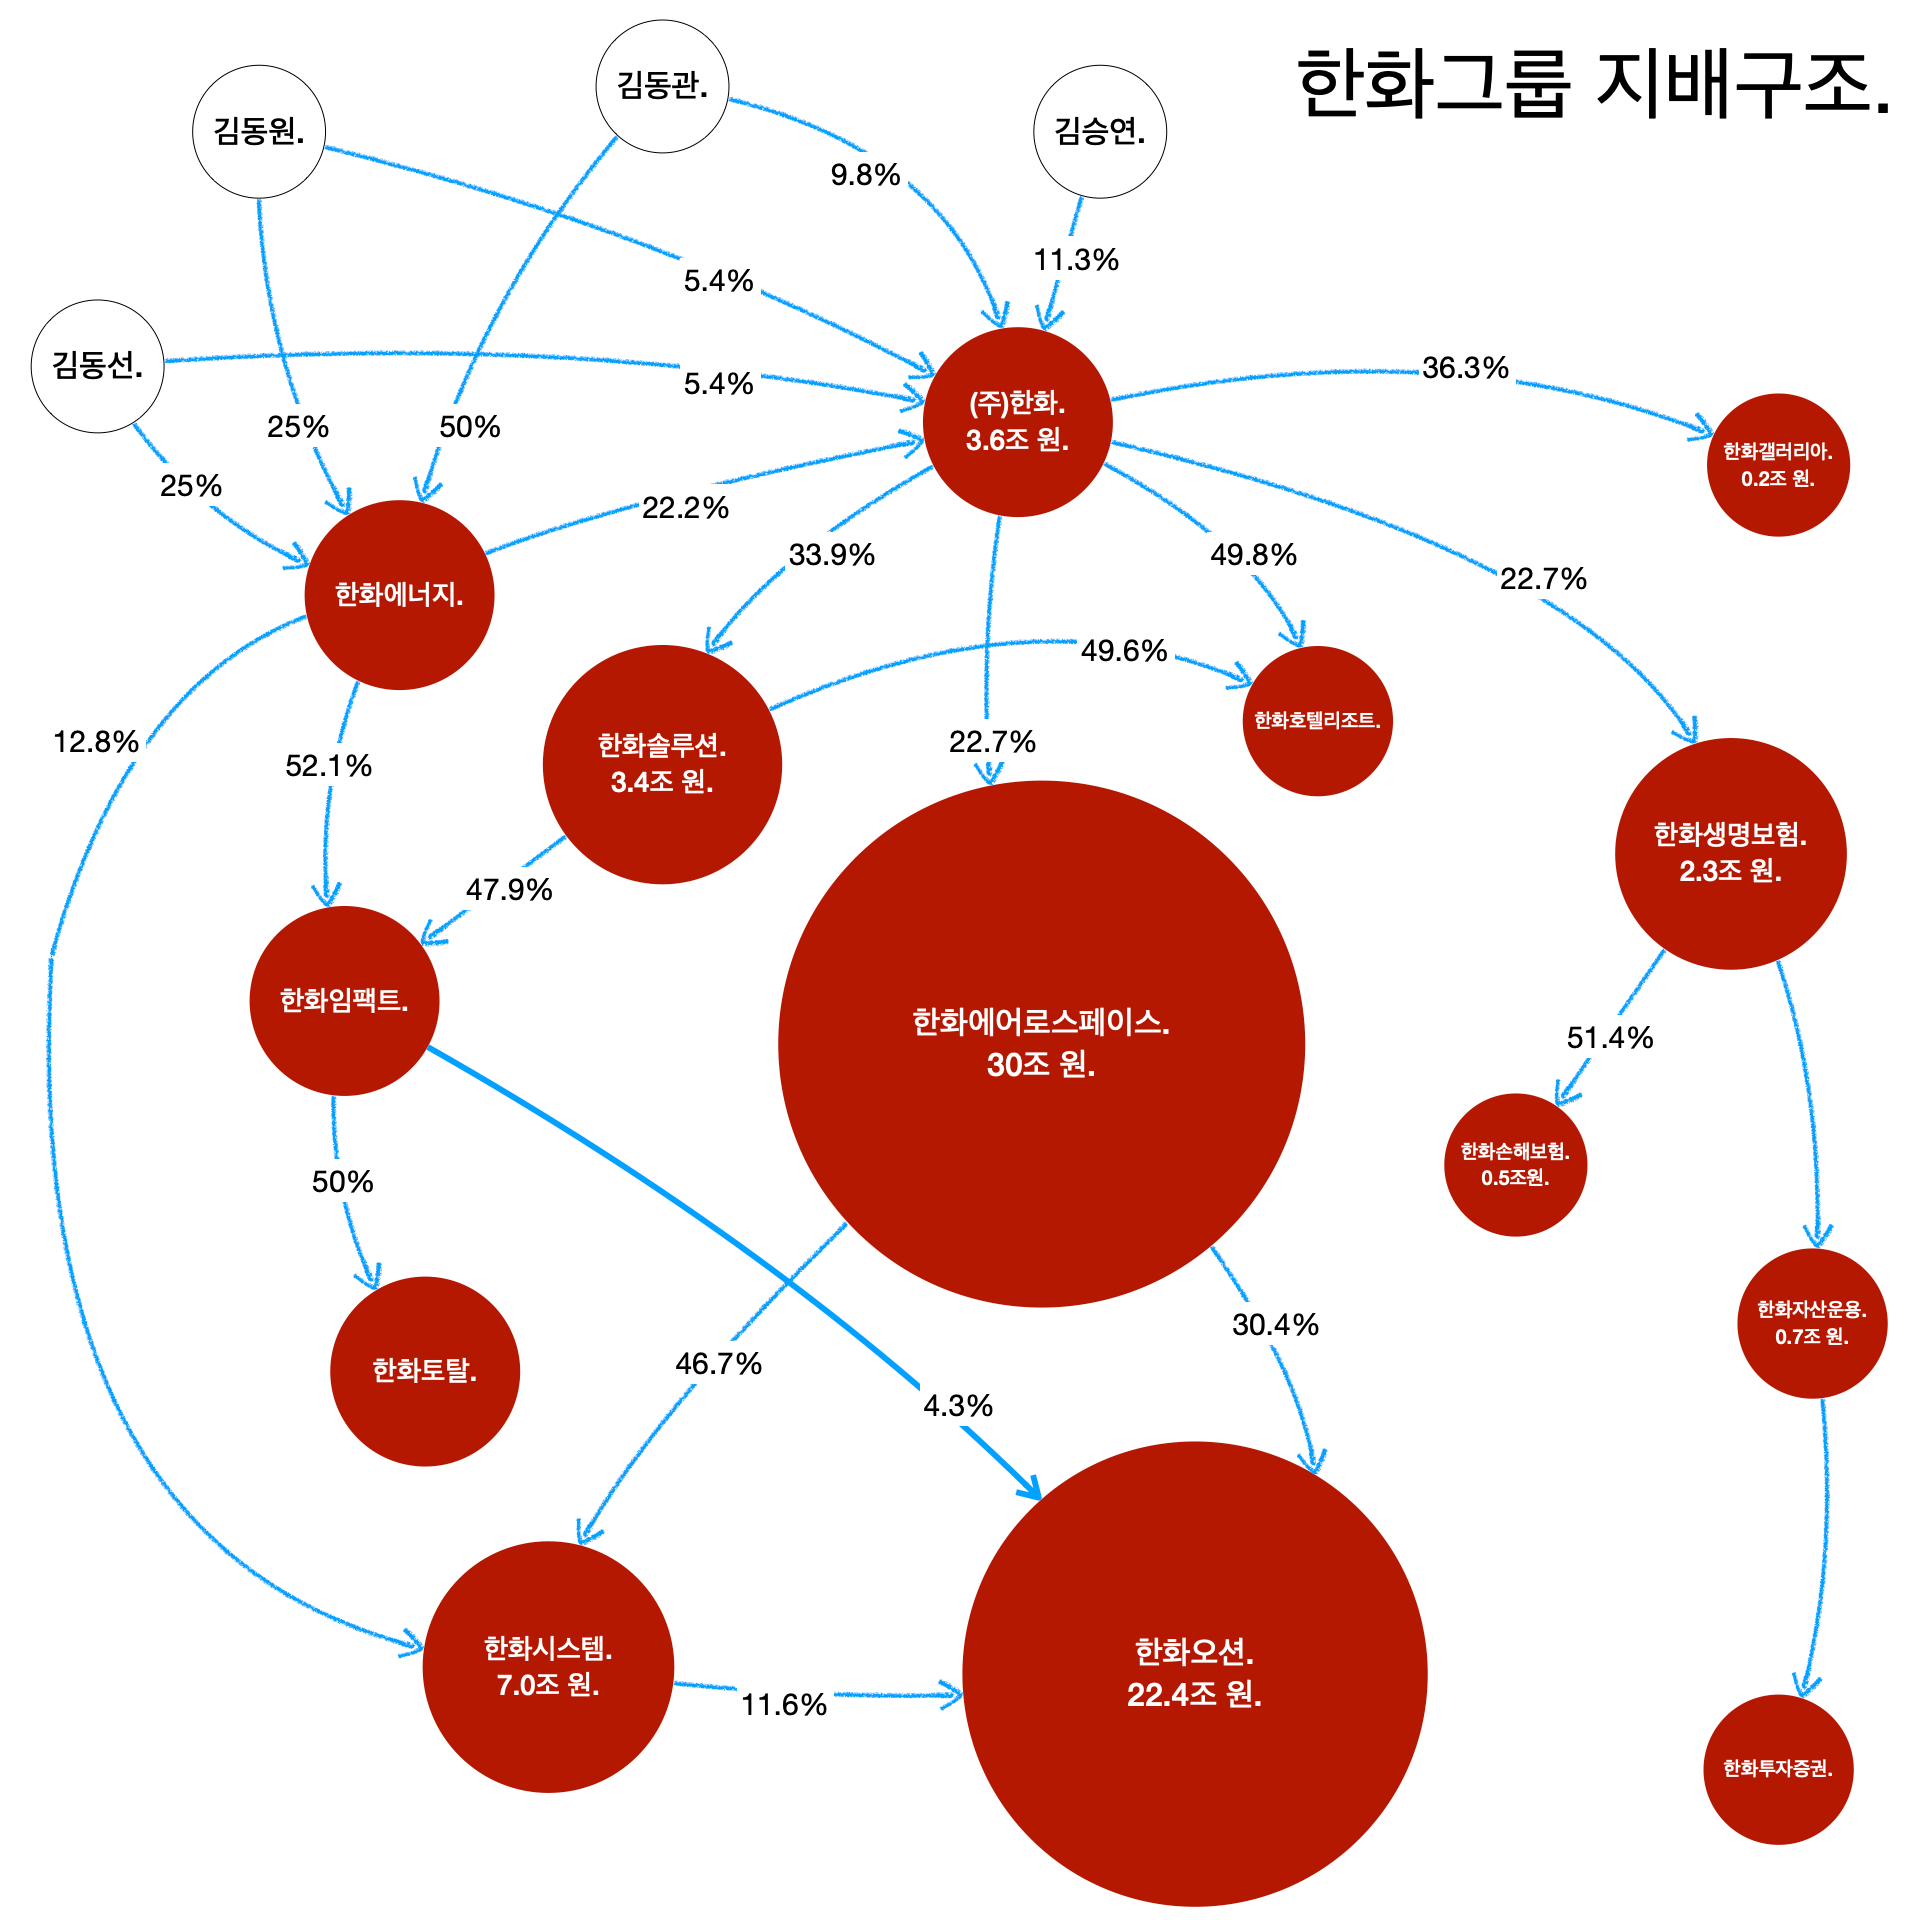 한화그룹 지배구조.
김동관.
김동원.
김승연.
9.8%
11.3%
5.4%
김동선.
5.4%
36.3%
(주)한화.
3.6조 원.
25%
50%
한화갤러리아.
0.2조 원.
25%
22.2%
33.9%
49.8%
22.7%
한화에너지.
49.6%
한화호텔리조트.
12.8%
52.1%
22.7%
한화솔루션.
3.4조 원.
한화생명보험.
2.3조 원.
47.9%
한화임팩트.
한화에어로스페이스.
30조 원.
51.4%
한화손해보험.
0.5조원.
50%
한화자산운용.
0.7조 원.
30.4%
46.7%
한화토탈.
4.3%
한화시스템.
7.0조 원.
한화오션.
22.4조 원.
11.6%
한화투자증권.